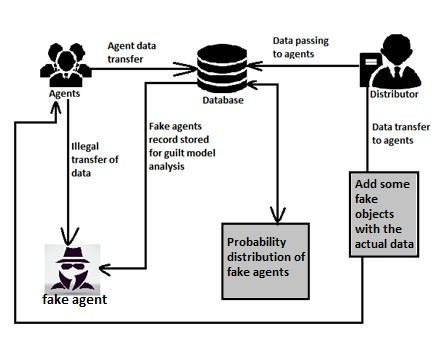 Agent data
transfer
Data passing
to agents
Agents
Database
Distributor
Illegal
transfer of
data
Fake agents
record stored
for guilt model
analysis
Data transfer
to agents
Add some
fake
objects
with the
actual data
Probability
distribution of
fake agents
fake agent